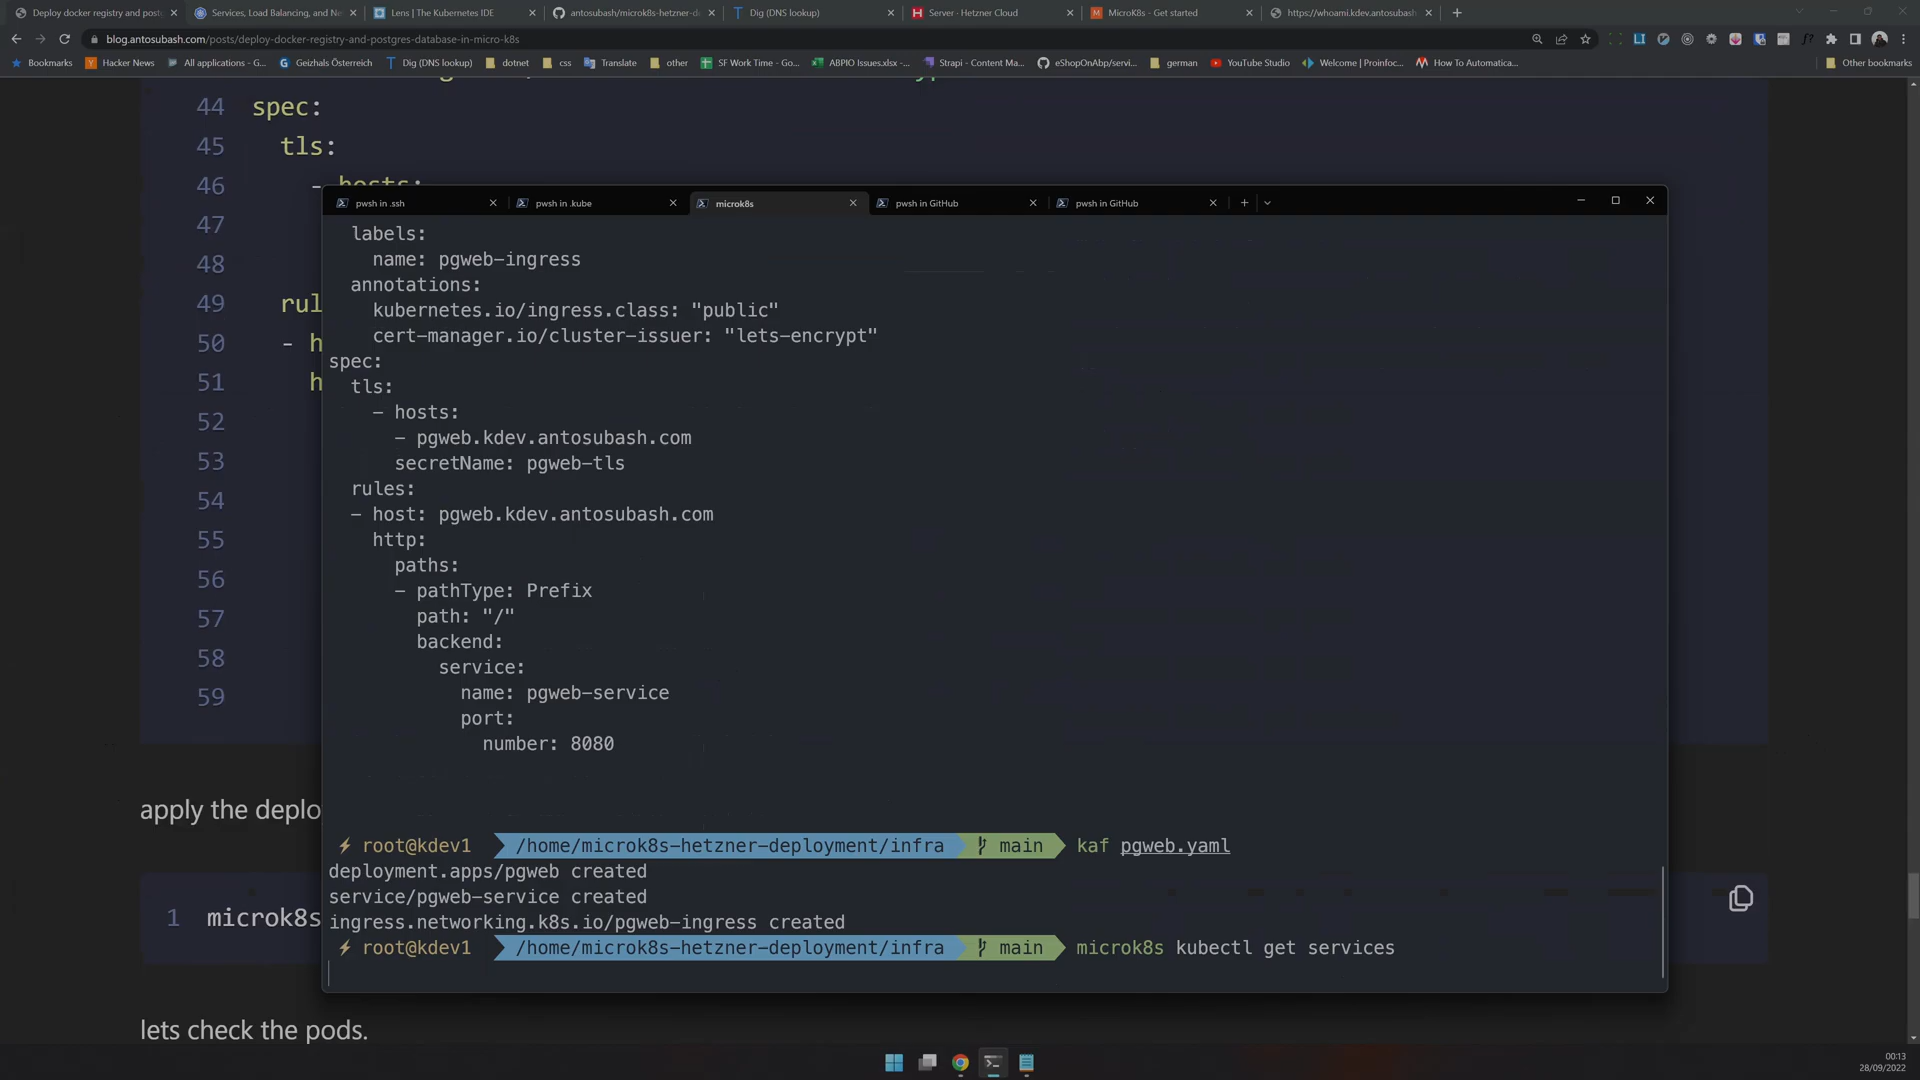 Deploy docker registry and postg
Services, Load Balancing, and Ne
Lens | The Kubernetes IDE
antosubash/microk8s-hetzner-d
Dig (DNS lookup)
Server · Hetzner Cloud
MicroK8s - Get started
https://whoami.kdev.antosubash
blog.antosubash.com/posts/deploy-docker-registry-and-postgres-database-in-micro-k8s
Bookmarks
Hacker News
All applications - G...
Geizhals Österreich
Dig (DNS lookup)
dotnet
css
Translate
other
SF Work Time - Go...
ABPIO Issues.xlsx -...
Strapi - Content Ma...
eShopOnAbp/servi...
german
YouTube Studio
Welcome | Proinfoc...
How To Automatica...
Other bookmarks
44 spec:
45 tls:
46 - hosts:
47
48
49 rul
50 - h
51 h
52
53
54
55
56
57
58
59
pwsh in .ssh
pwsh in .kube
microk8s
pwsh in GitHub
pwsh in GitHub
labels:
name: pgweb-ingress
annotations:
kubernetes.io/ingress.class: "public"
cert-manager.io/cluster-issuer: "lets-encrypt"
spec:
tls:
- hosts:
- pgweb.kdev.antosubash.com
secretName: pgweb-tls
rules:
- host: pgweb.kdev.antosubash.com
http:
paths:
- pathType: Prefix
path: "/"
backend:
service:
name: pgweb-service
port:
number: 8080
root@kdev1 /home/microk8s-hetzner-deployment/infra main kaf pgweb.yaml
deployment.apps/pgweb created
service/pgweb-service created
ingress.networking.k8s.io/pgweb-ingress created
root@kdev1 /home/microk8s-hetzner-deployment/infra main microk8s kubectl get services
apply the deplo
1 microk8s
lets check the pods.
00:13
28/09/2022